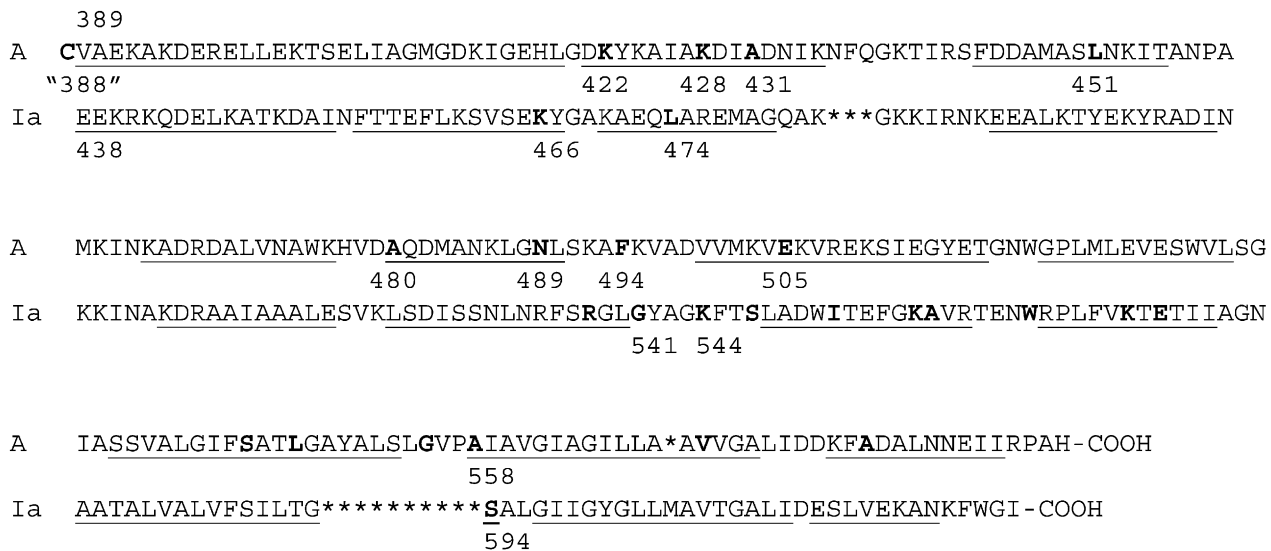 389
A CVAEKAKDERELLEKTSELIAGMGDKIGEHLGDKYKAIAKDIADNIKNFQGKTIRSFDDAMASLNKITANPA
“388” 422 428 431 451
Ia EEKRKQDELKATKDAINFTTEFLKSVSEKYGAKAEQLAREMAGQAK***GKKIRNKEEALKTYEKYRADIN
438 466 474
A MKINKADRDALVNAWKHVDAQDMANKLGNLSKAFKVADVVMKVEKVREKSIEGYETGNWGPLMLEVESWVLSG
480 489 494 505
Ia KKINAKDRAAIAAALESVKLSDISSNLNRFSRGLGYAGKFTSLADWITEFGKAVRTENWRPLFVKTETIIAGN
541 544
A IASSVALGIFSATLGAYALSLGVPAIAVGIAGILLA*AVVGALIDDKFADALNNEIIRPAH-COOH
558
Ia AATALVALVFSILTG**********SALGIIGYGLLMAVTGALIDESLVEKANKFWGI-COOH
594